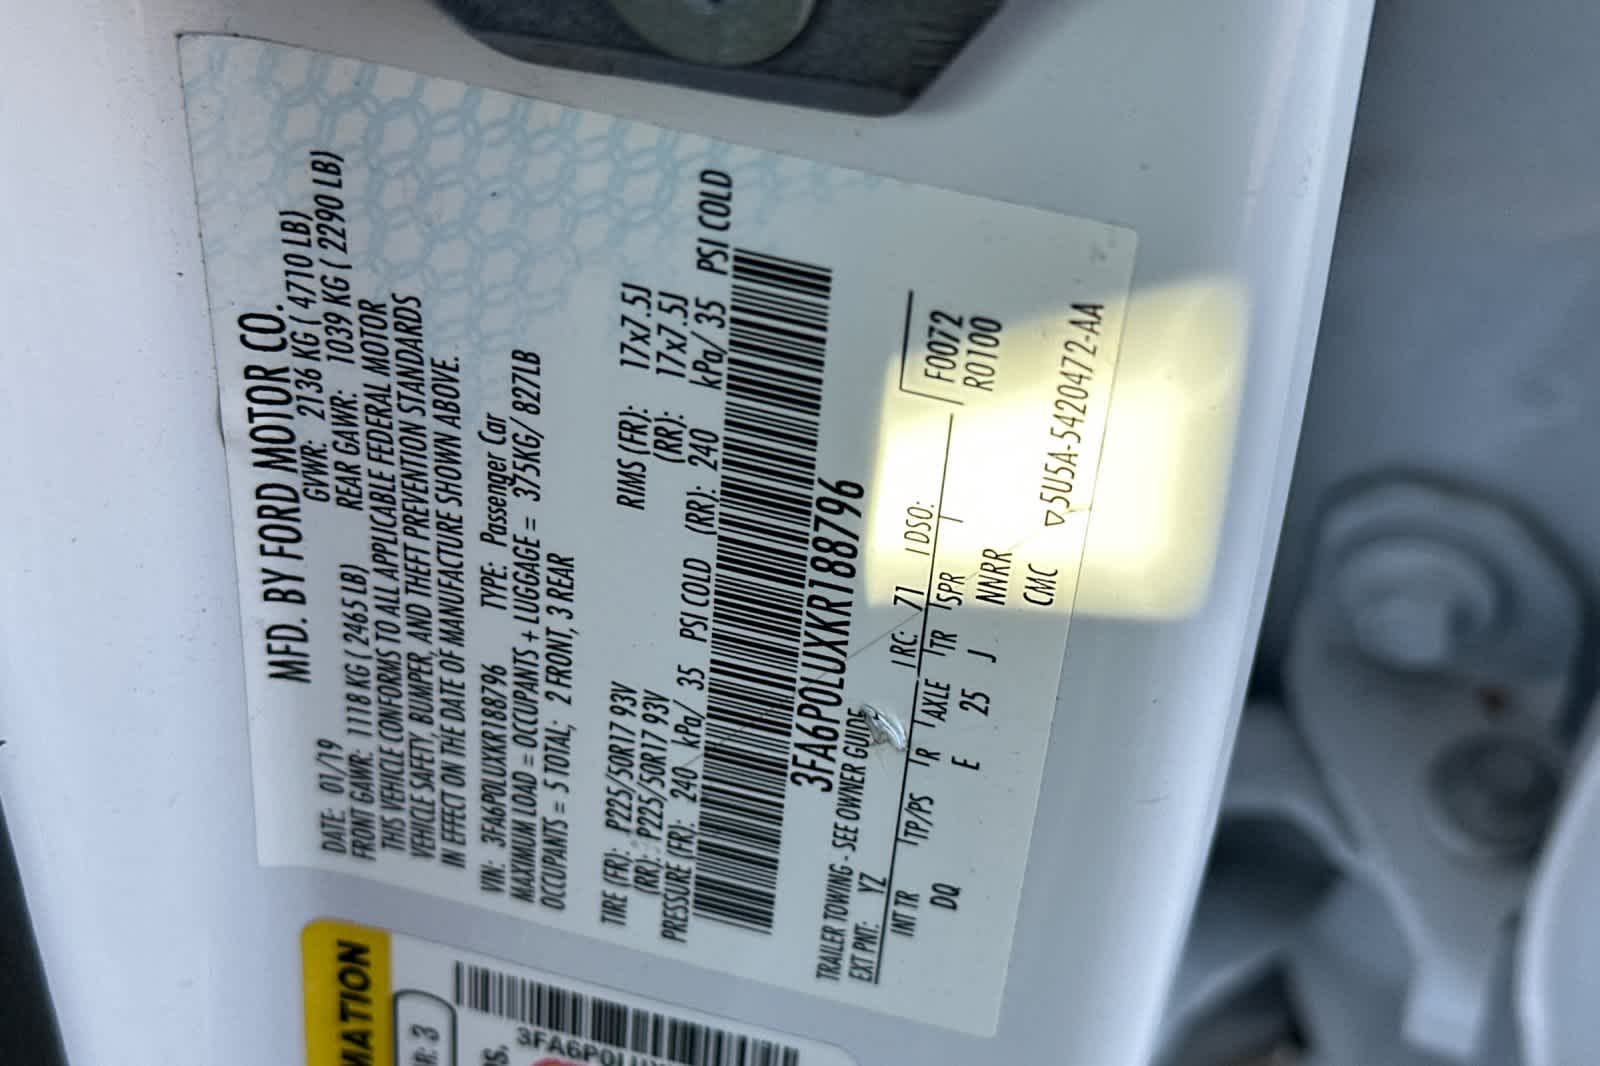 MFD. BY FORD MOTOR CO.
DATE: 01/19 GVWR: 2136 KG ( 4710 LB)
FRONT GAWR: 1118 KG ( 2465 LB) REAR GAWR: 1039 KG ( 2290 LB)
THIS VEHICLE CONFORMS TO ALL APPLICABLE FEDERAL MOTOR
VEHICLE SAFETY, BUMPER, AND THEFT PREVENTION STANDARDS
IN EFFECT ON THE DATE OF MANUFACTURE SHOWN ABOVE.
VIN: 3FA6P0LUXKR188796 TYPE: Passenger Car
MAXIMUM LOAD = OCCUPANTS + LUGGAGE = 375KG/ 827LB
OCCUPANTS = 5 TOTAL; 2 FRONT, 3 REAR
TIRE (FR): P225/50R17 93V RIMS (FR): 17x7.5J
(RR): P225/50R17 93V (RR): 17x7.5J
PRESSURE (FR): 240 kPa/ 35 PSI COLD (RR): 240 kPa/ 35 PSI COLD
3FA6P0LUXKR188796
TRAILER TOWING - SEE OWNER GUIDE
EXT PNT: YZ RC: 71 DSO: F0072
R0100
INT TR TP/PS R AXLE TR SPR
DQ E 25 J NNRR
CMC ▽5U5A-5420472-AA
MATION
R: 3
3FA6P0LUX